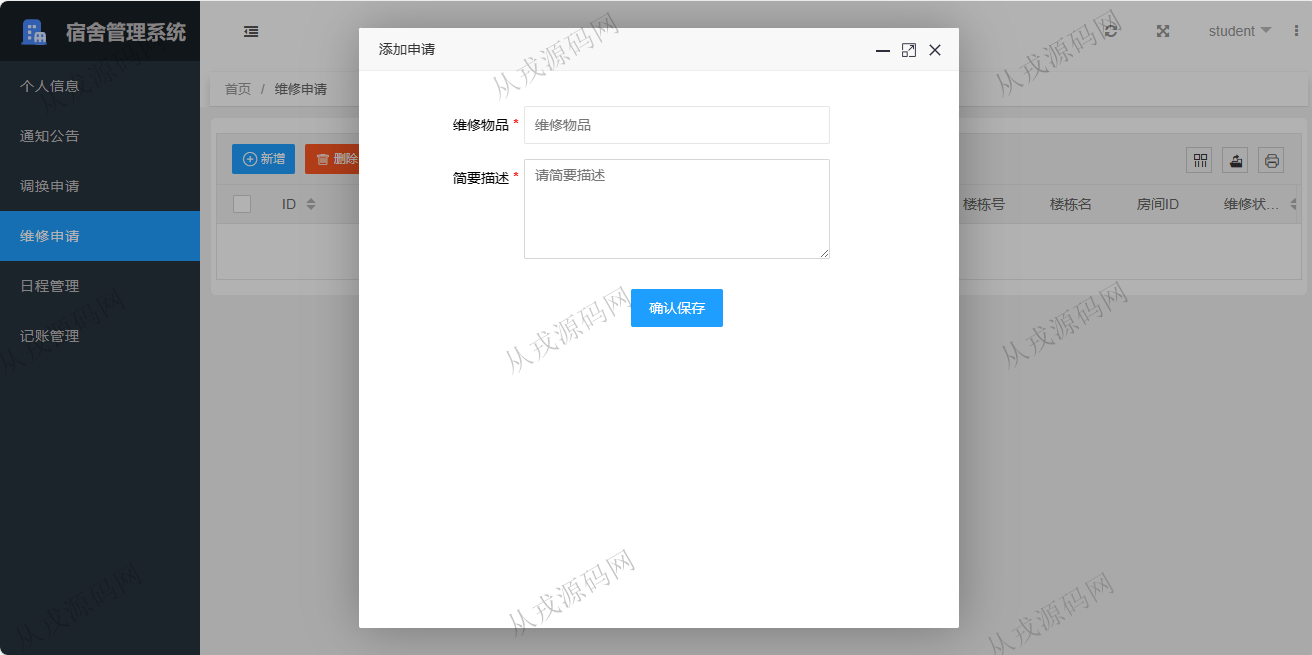 宿舍管理系统
student
个人信息
通知公告
调换申请
维修申请
日程管理
记账管理
首页 / 维修申请
新增
删除
ID
楼栋号
楼栋名
房间ID
维修状...
添加申请
维修物品 *
维修物品
简要描述 *
请简要描述
确认保存
从戎源码网
从戎源码网
从戎源码网
从戎源码网
从戎源码网
从戎源码网
从戎源码网
从戎源码网